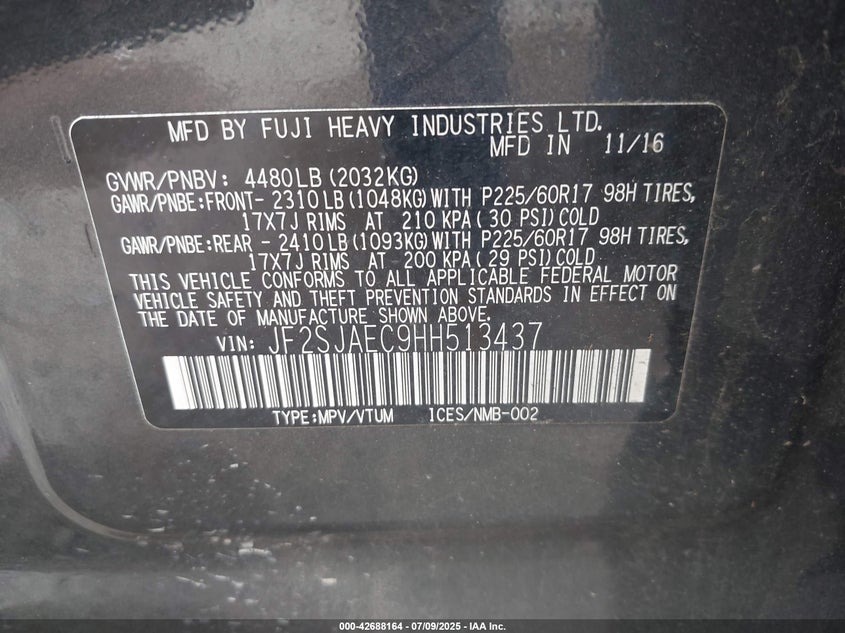 MFD BY FUJI HEAVY INDUSTRIES LTD.
MFD IN 11/16
GVWR/PNBV: 4480LB (2032KG)
GAWR/PNBE:FRONT- 2310LB (1048KG) WITH P225/60R17 98H TIRES,
17X7J RIMS AT 210 KPA ( 30 PSI) COLD
GAWR/PNBE:REAR - 2410LB (1093KG) WITH P225/60R17 98H TIRES,
17X7J RIMS AT 200 KPA ( 29 PSI) COLD
THIS VEHICLE CONFORMS TO ALL APPLICABLE FEDERAL MOTOR
VEHICLE SAFETY AND THEFT PREVENTION STANDARDS IN EFFECT ON
THE DATE OF MANUFACTURE SHOWN ABOVE.
VIN: JF2SJAEC9HH513437
TYPE:MPV/VTUM ICES/NMB-002
000-42688164 - 07/09/2025 - IAA Inc.